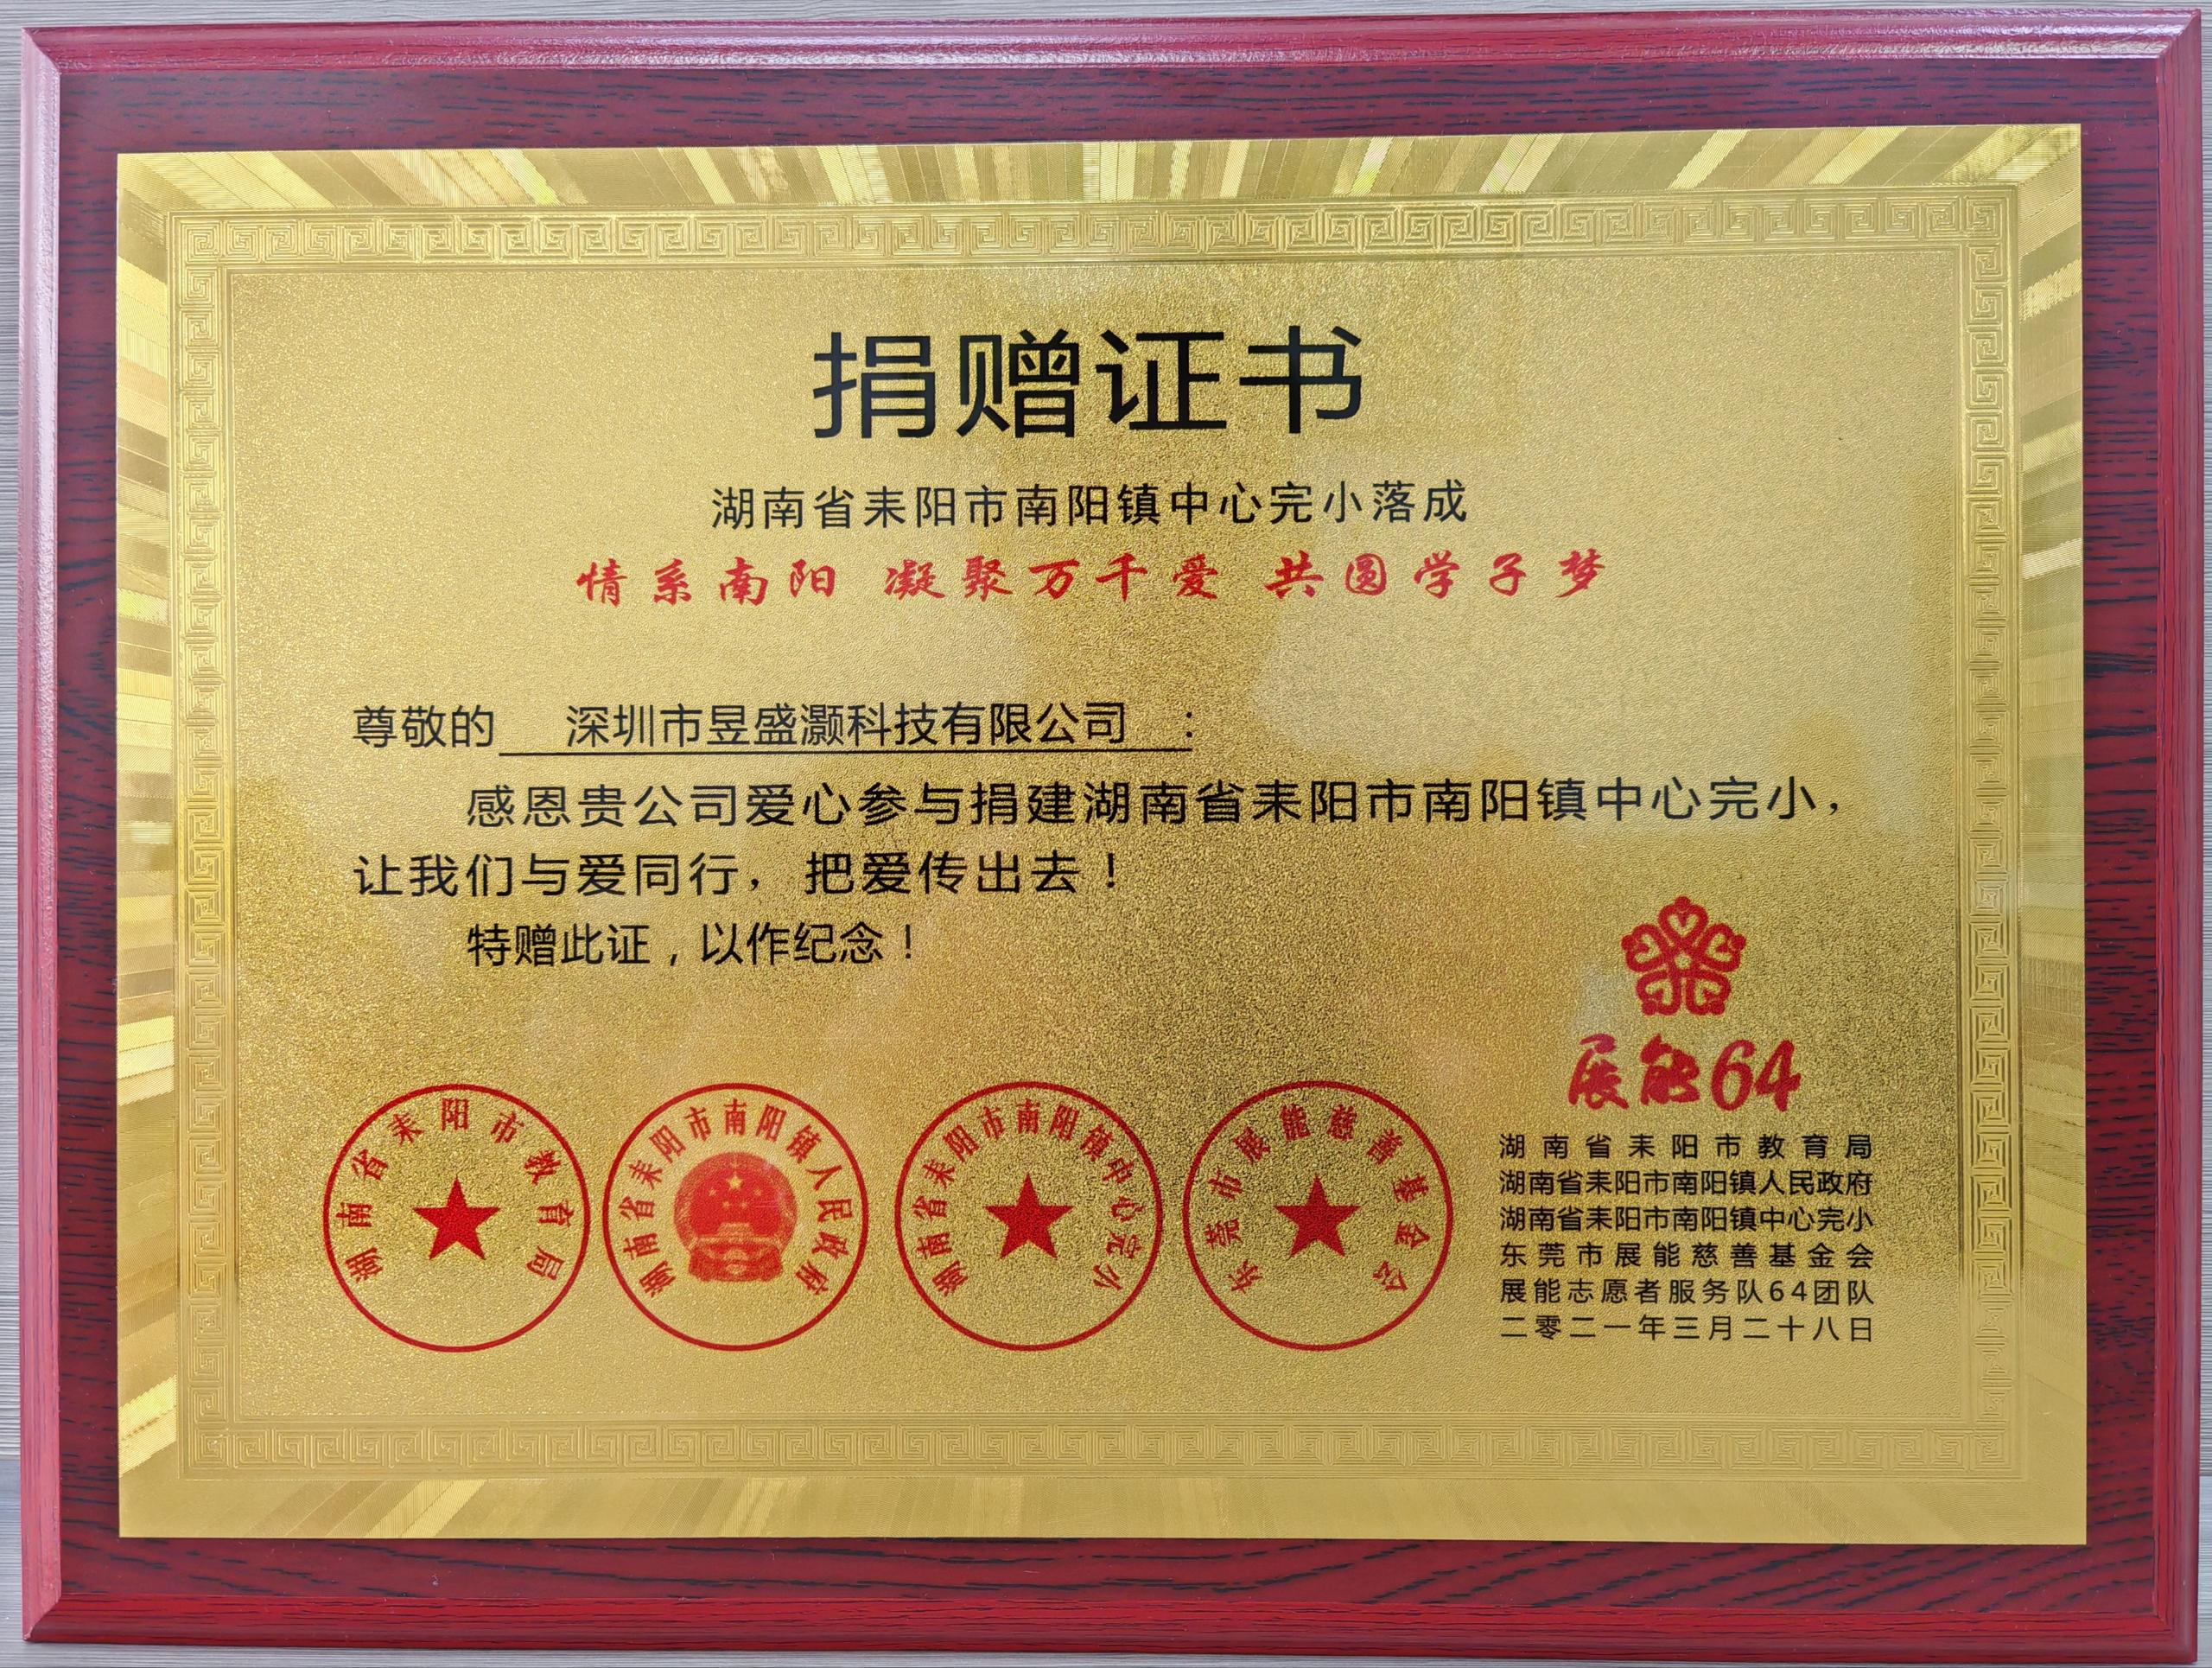 捐赠证书
湖南省耒阳市南阳镇中心完小落成
情系南阳 凝聚万千爱 共圆学子梦
尊敬的 深圳市昱盛灏科技有限公司 :
感恩贵公司爱心参与捐建湖南省耒阳市南阳镇中心完小，
让我们与爱同行，把爱传出去！
特赠此证，以作纪念！
展能64
湖南省耒阳市教育局
湖南省耒阳市南阳镇人民政府
湖南省耒阳市南阳镇中心完小
东莞市展能慈善基金会
湖南省耒阳市教育局
湖南省耒阳市南阳镇人民政府
湖南省耒阳市南阳镇中心完小
东莞市展能慈善基金会
展能志愿者服务队64团队
二零二一年三月二十八日